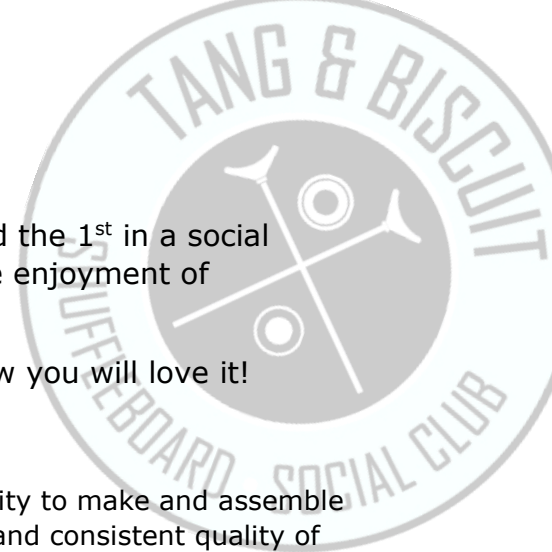 TANG & BISCUIT
d the 1st in a social
e enjoyment of
w you will love it!
ity to make and assemble
and consistent quality of
SHUFFLEBOARD · SOCIAL CLUB